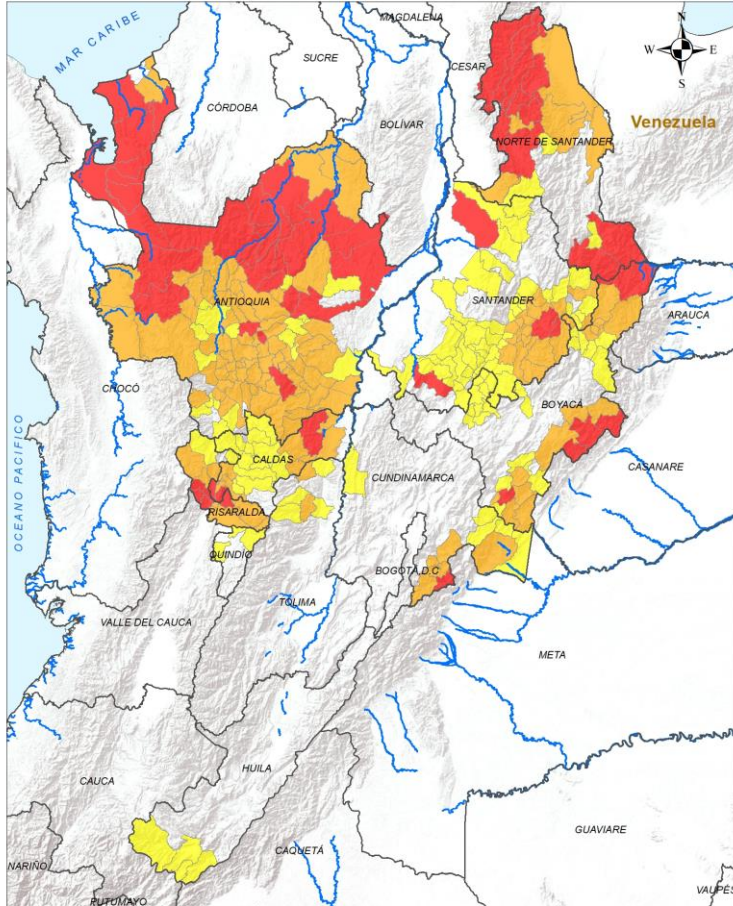 MAGDALENA
N
MAR CARIBE
W
E
SUCRE
CESAR
S
CÓRDOBA
BOLÍVAR
Venezuela
NORTE DE SANTANDER
ANTIOQUIA
SANTANDER
ARAUCA
CHOCÓ
BOYACÁ
OCEANO PACIFICO
CALDAS
CUNDINAMARCA
CASANARE
RISARALDA
QUINDÍO
BOGOTÁ, D.C
TOLIMA
VALLE DEL CAUCA
META
HUILA
CAUCA
GUAVIARE
CAQUETÁ
NARIÑO
PUTUMAYO
VAUPÉS